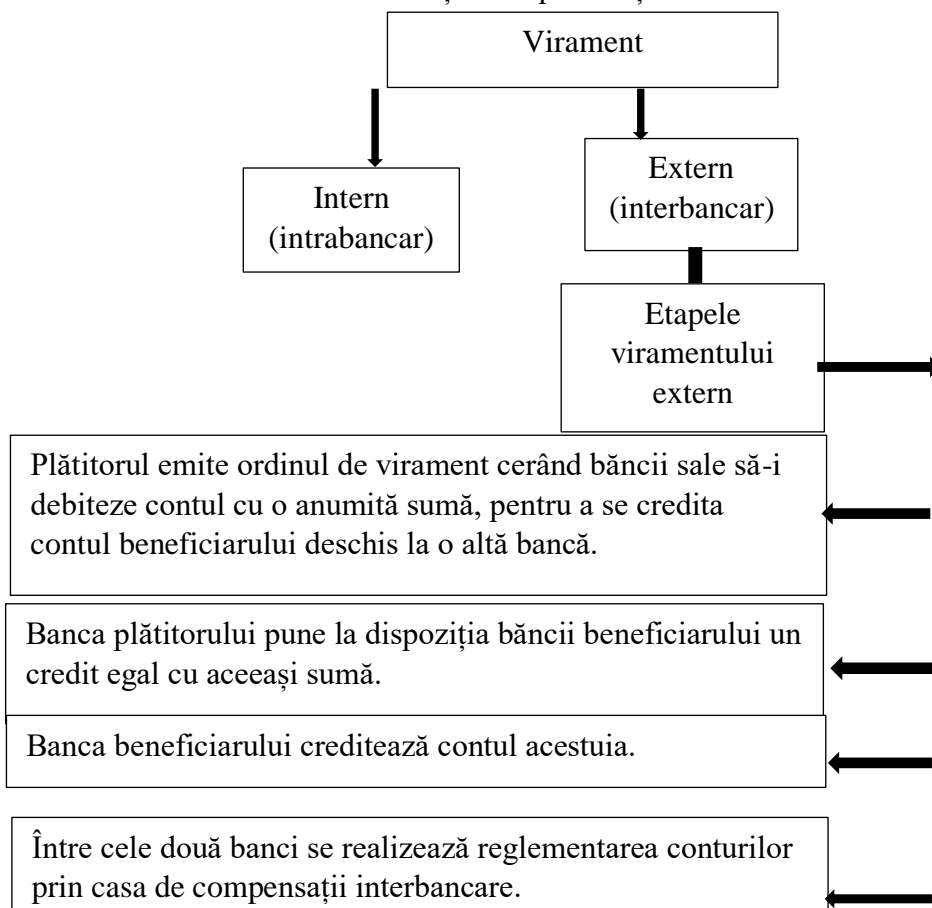 Virament
Intern
(intrabancar)
Extern
(interbancar)
Etapele
viramentului
extern
Plătitorul emite ordinul de virament cerând băncii sale să-i
debiteze contul cu o anumită sumă, pentru a se credita
contul beneficiarului deschis la o altă bancă.
Banca plătitorului pune la dispoziția băncii beneficiarului un
credit egal cu aceeași sumă.
Banca beneficiarului creditează contul acestuia.
Între cele două banci se realizează reglementarea conturilor
prin casa de compensații interbancare.